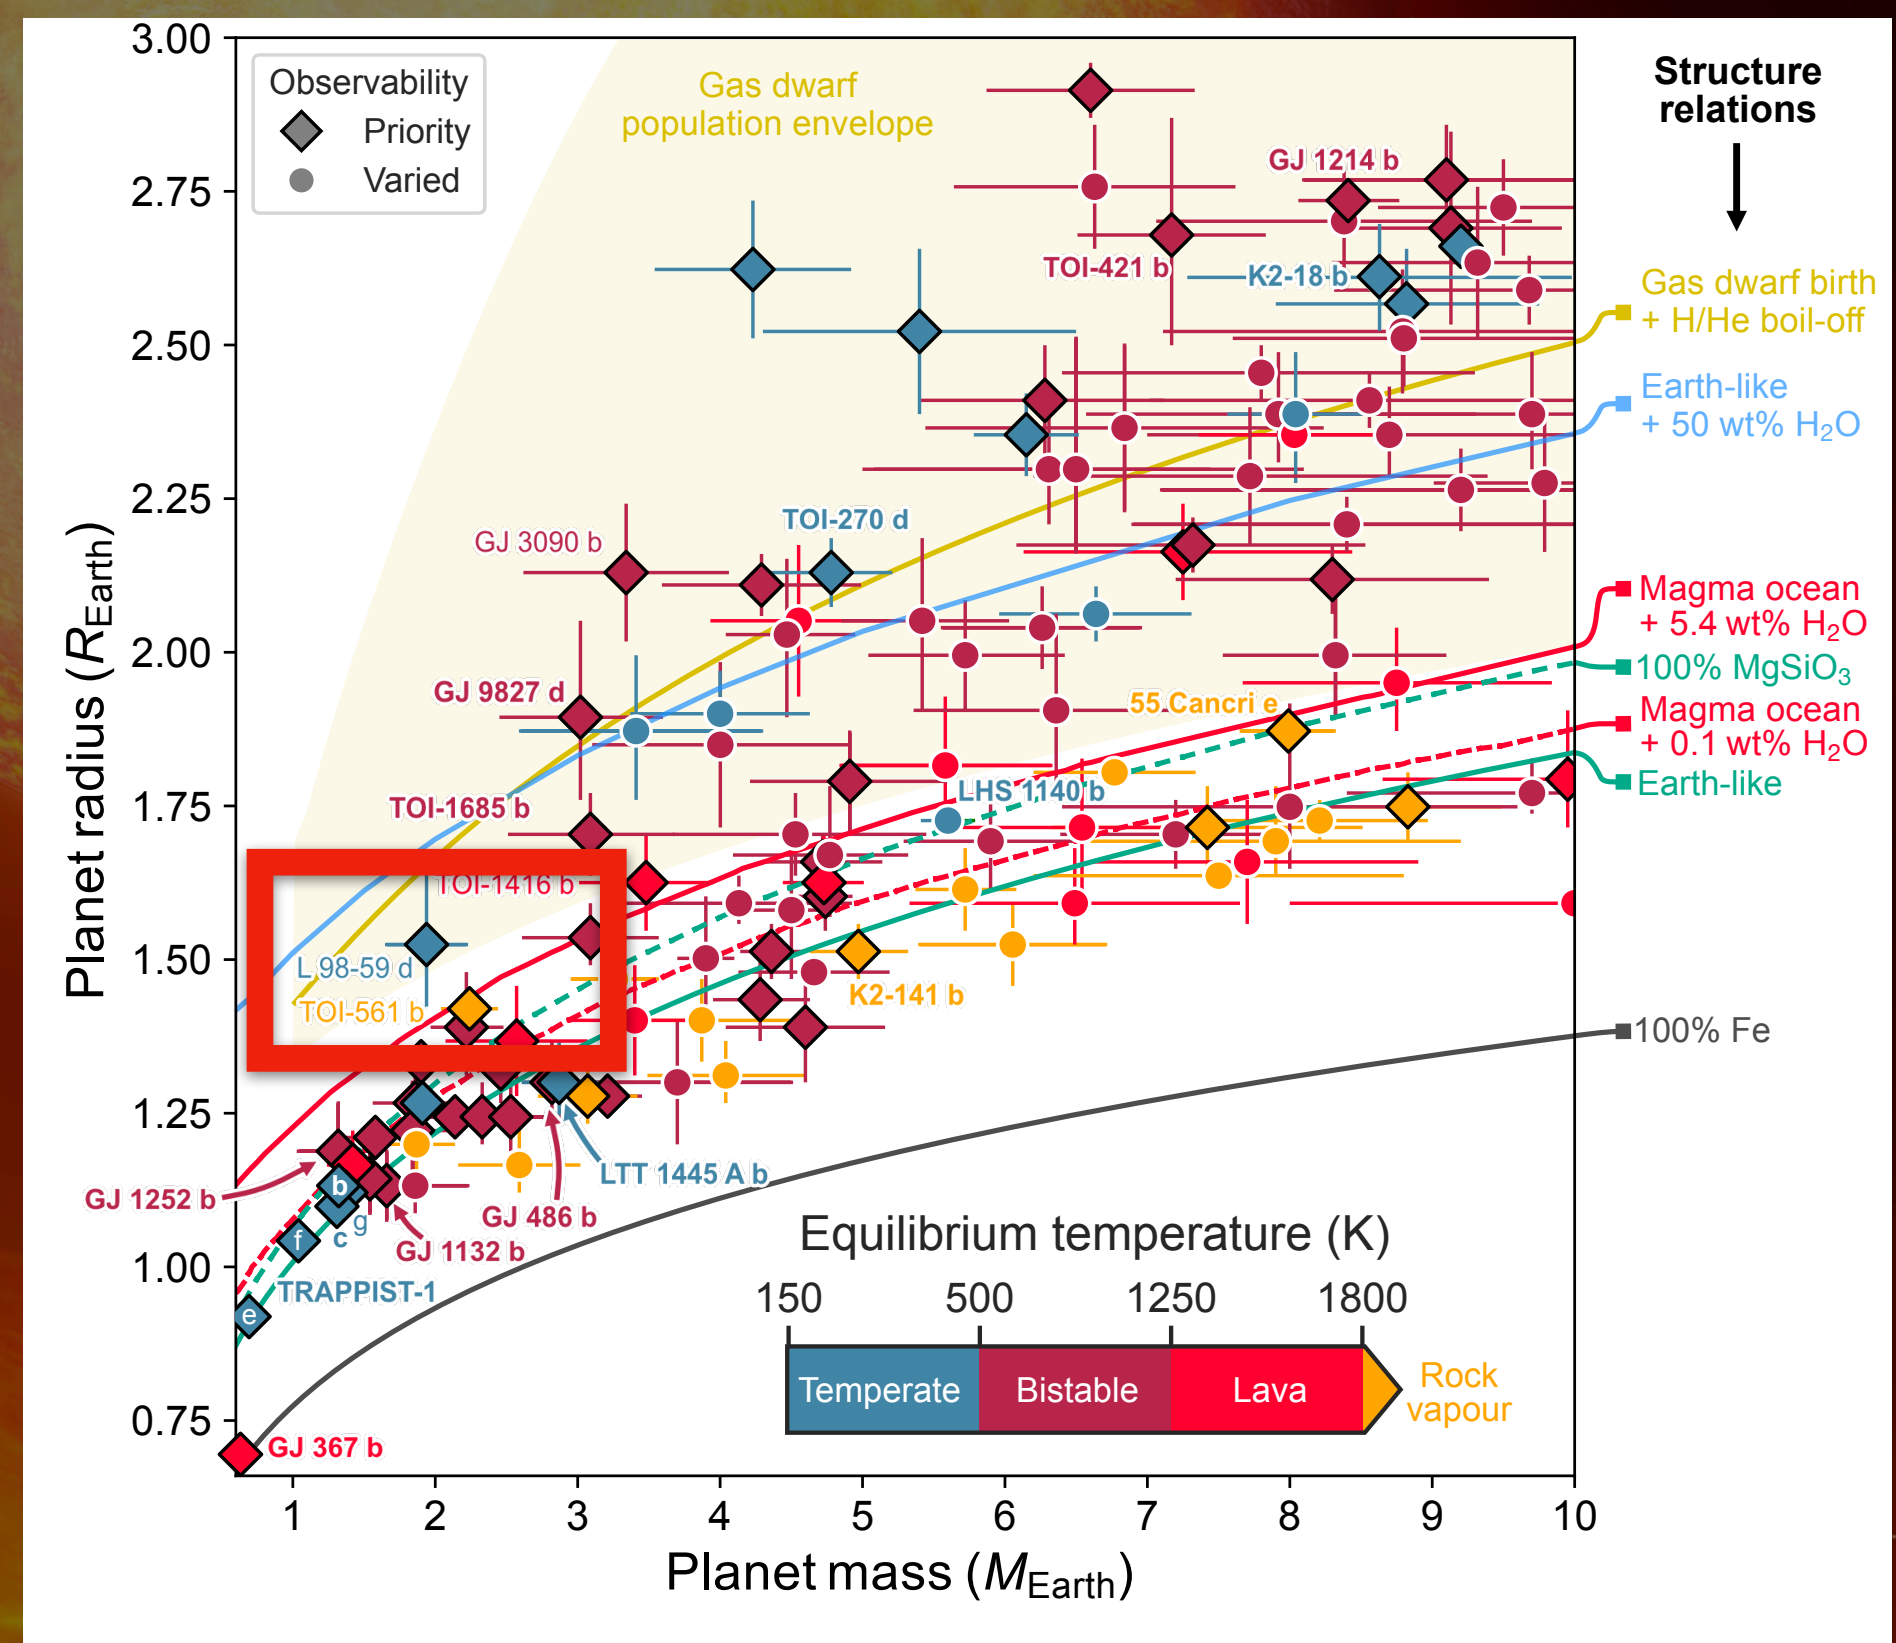 3.00
2.75
2.50
2.25
2.00
1.75
1.50
1.25
1.00
0.75
Planet radius (R_Earth)
Observability
Priority
Varied
Gas dwarf
population envelope
GJ 1214 b
TOI-421 b
K2-18 b
TOI-270 d
GJ 3090 b
GJ 9827 d
55 Cancri e
TOI-1685 b
LHS 1140 b
TOI-1416 b
L 98-59 d
TOI-561 b
K2-141 b
LTT 1445 A b
GJ 1252 b
GJ 486 b
GJ 1132 b
b
g
c
f
TRAPPIST-1
e
GJ 367 b
Equilibrium temperature (K)
150 500 1250 1800
Temperate Bistable Lava
Rock
vapour
1 2 3 4 5 6 7 8 9 10
Planet mass (M_Earth)
Structure
relations
Gas dwarf birth
+ H/He boil-off
Earth-like
+ 50 wt% H₂O
Magma ocean
+ 5.4 wt% H₂O
100% MgSiO₃
Magma ocean
+ 0.1 wt% H₂O
Earth-like
100% Fe